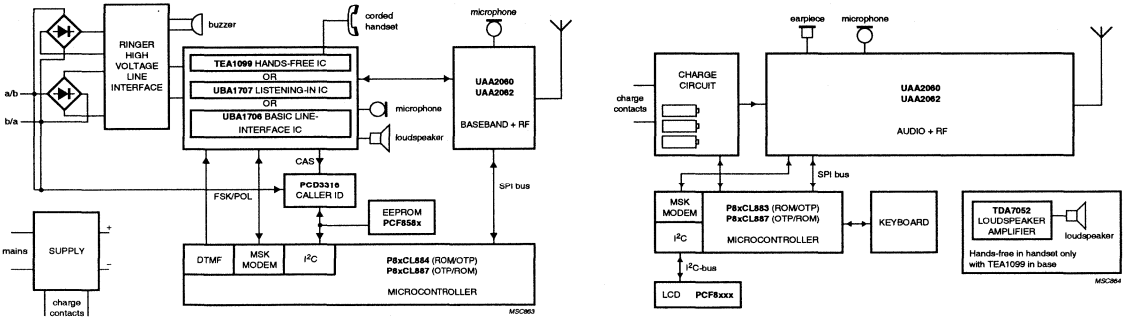 RINGER
HIGH
VOLTAGE
LINE
INTERFACE
buzzer
a/b
b/a
corded
handset
TEA1099 HANDS-FREE IC
OR
UBA1707 LISTENING-IN IC
OR
UBA1706 BASIC LINE-
INTERFACE IC
microphone
loudspeaker
microphone
UAA2060
UAA2062
BASEBAND + RF
CAS
FSK/POL
PCD3316
CALLER ID
EEPROM
PCF858x
SPI bus
mains
SUPPLY
+
–
charge
contacts
DTMF
MSK
MODEM
I²C
P8xCL884 (ROM/OTP)
P8xCL887 (OTP/ROM)
MICROCONTROLLER
MSC863
earpiece
microphone
charge
contacts
CHARGE
CIRCUIT
UAA2060
UAA2062
AUDIO + RF
SPI bus
MSK
MODEM
I²C
P8xCL883 (ROM/OTP)
P8xCL887 (OTP/ROM)
MICROCONTROLLER
KEYBOARD
I²C-bus
LCD PCF8xxx
TDA7052
LOUDSPEAKER
AMPLIFIER
loudspeaker
Hands-free in handset only
with TEA1099 in base
MSC864